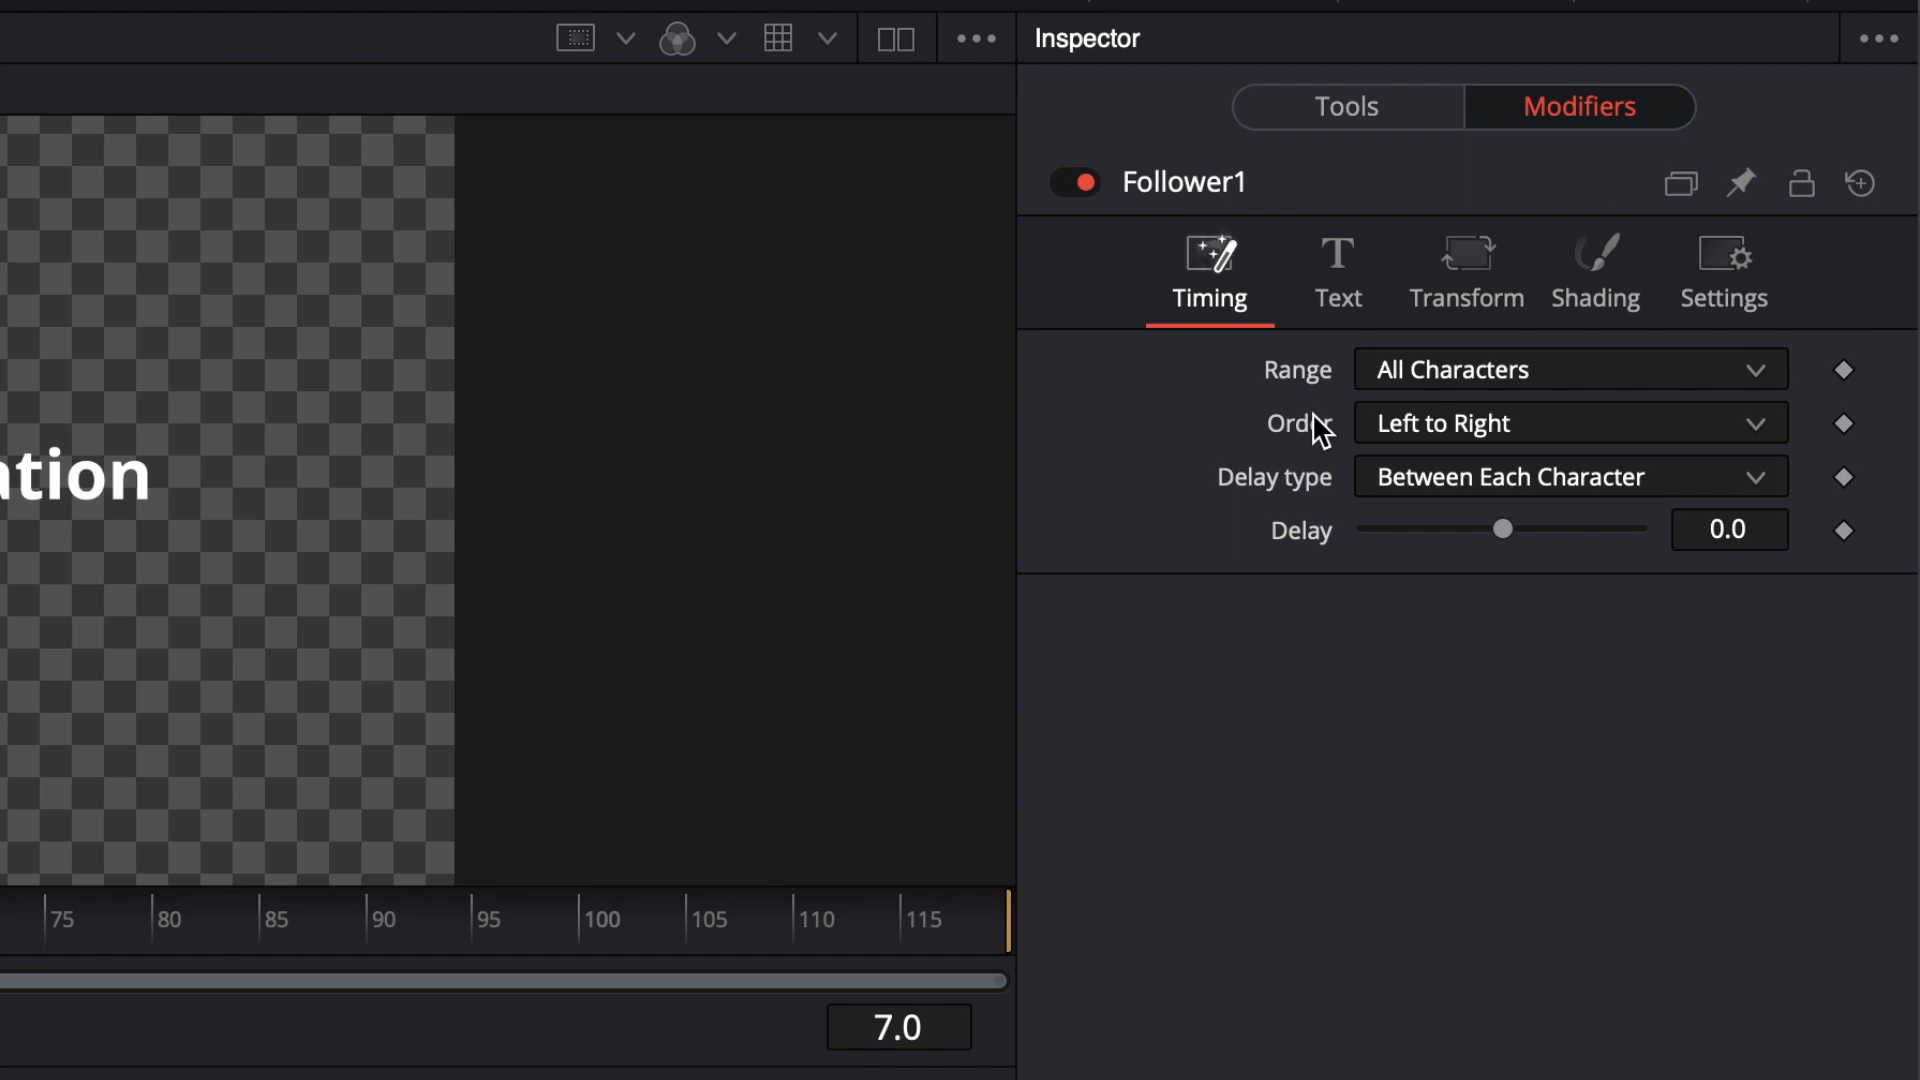 Inspector
Tools
Modifiers
Follower1
Timing
Text
Transform
Shading
Settings
Range
All Characters
Order
Left to Right
Delay type
Between Each Character
Delay
0.0
ation
75
80
85
90
95
100
105
110
115
7.0